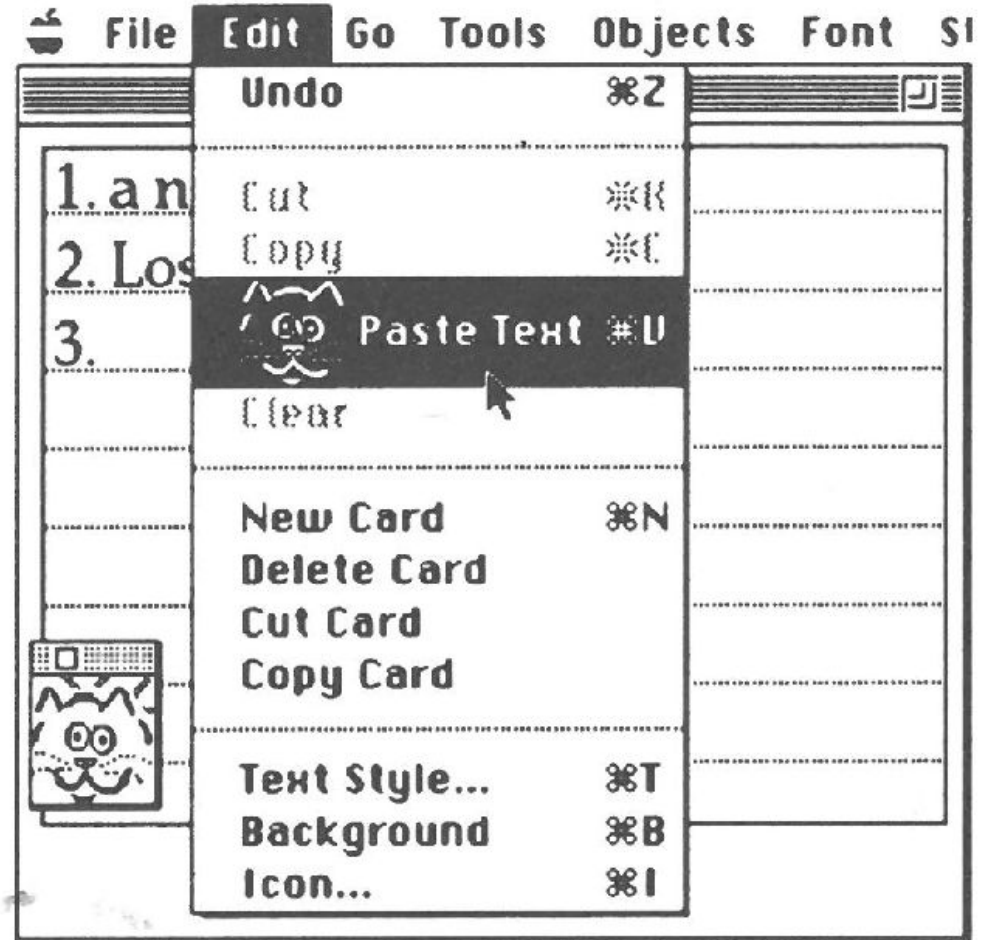 File Edit Go Tools Objects Font St
Undo ⌘Z
1. a n
Cut ⌘X
2. Los
Copy ⌘C
Paste Text ⌘V
3.
Clear
New Card ⌘N
Delete Card
Cut Card
Copy Card
Text Style... ⌘T
Background ⌘B
Icon... ⌘I